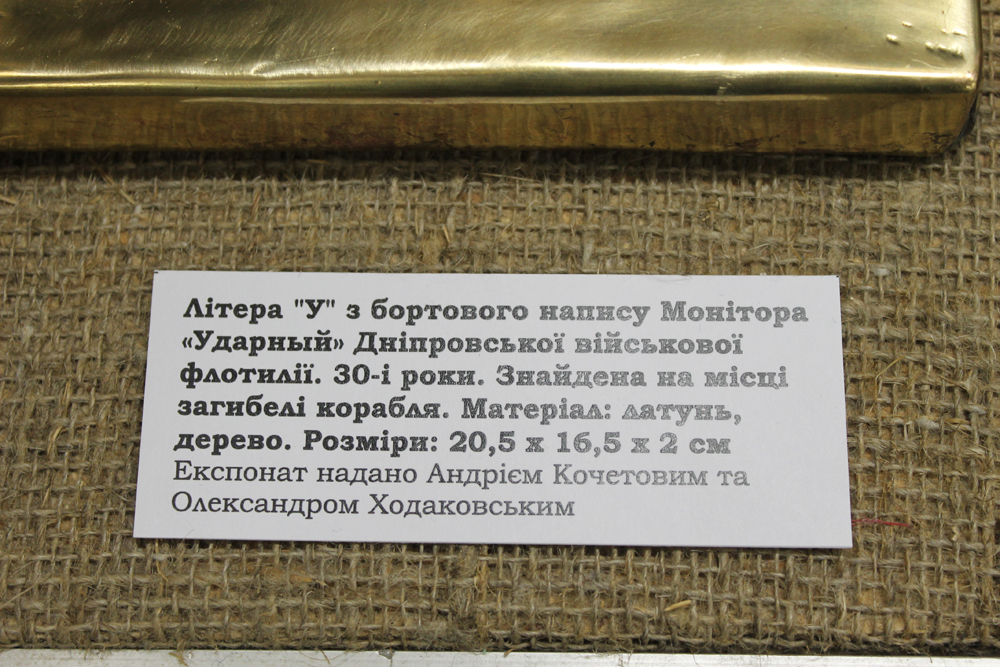 Літера "У" з бортового напису Монітора
«Ударный» Дніпровської військової
флотилії. 30-і роки. Знайдена на місці
загибелі корабля. Матеріал: латунь,
дерево. Розміри: 20,5 х 16,5 х 2 см
Експонат надано Андрієм Кочетовим та
Олександром Ходаковським